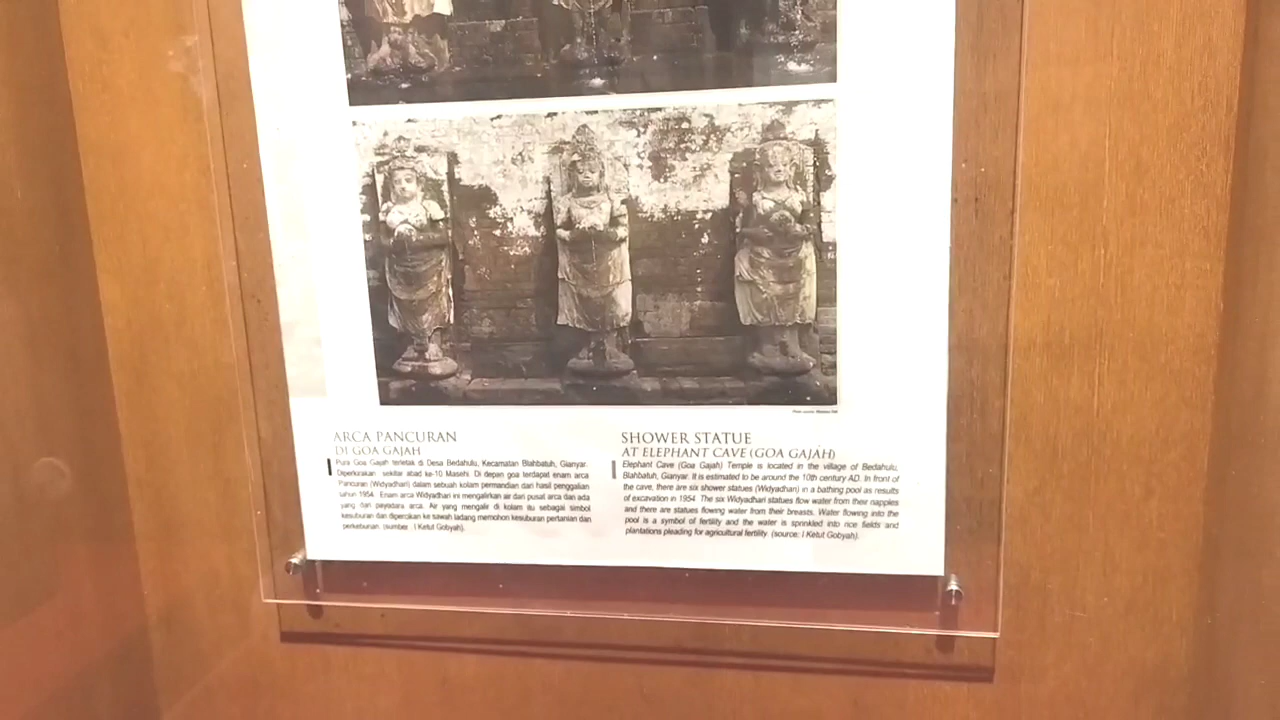 ARCA PANCURAN
DI GOA GAJAH
Pura Goa Gajah terletak di Desa Bedahulu, Kecamatan Blahbatuh, Gianyar.
Diperkirakan sekitar abad ke-10 Masehi. Di depan goa terdapat enam arca
Pancuran (Widyadhari) dalam sebuah kolam permandian dari hasil penggalian
tahun 1954. Enam arca Widyadhari ini mengalirkan air dari pusat arca dan ada
yang dari payudara arca. Air yang mengalir di kolam itu sebagai simbol
kesuburan dan dipercikan ke sawah ladang memohon kesuburan pertanian dan
perkebunan. (sumber : I Ketut Gobyah).
SHOWER STATUE
AT ELEPHANT CAVE (GOA GAJAH)
Elephant Cave (Goa Gajah) Temple is located in the village of Bedahulu,
Blahbatuh, Gianyar. It is estimated to be around the 10th century AD. In front of
the cave, there are six shower statues (Widyadhari) in a bathing pool as results
of excavation in 1954. The six Widyadhari statues flow water from their napples
and there are statues flowing water from their breasts. Water flowing into the
pool is a symbol of fertility and the water is sprinkled into rice fields and
plantations pleading for agricultural fertility. (source: I Ketut Gobyah).